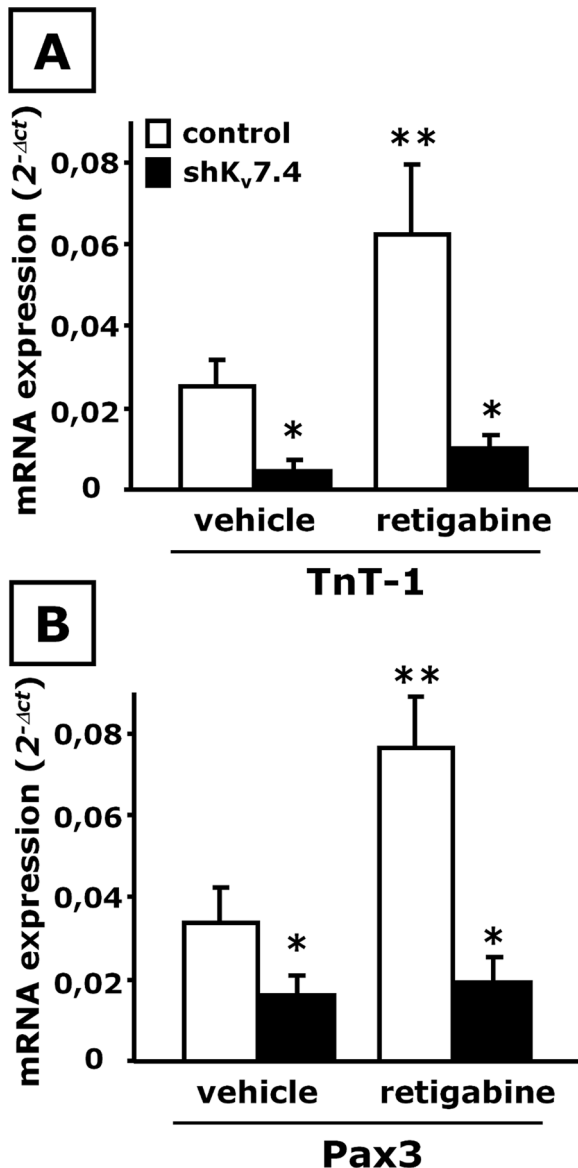 A
mRNA expression (2-Δct)
0,08
0,06
0,04
0,02
0
control
shKv7.4
**
*
*
vehicle
retigabine
TnT-1
B
mRNA expression (2-Δct)
0,08
0,06
0,04
0,02
0
**
*
*
vehicle
retigabine
Pax3